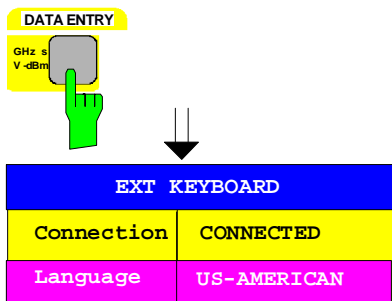 DATA ENTRY
GHz s
V -dBm
EXT KEYBOARD
Connection CONNECTED
Language US-AMERICAN